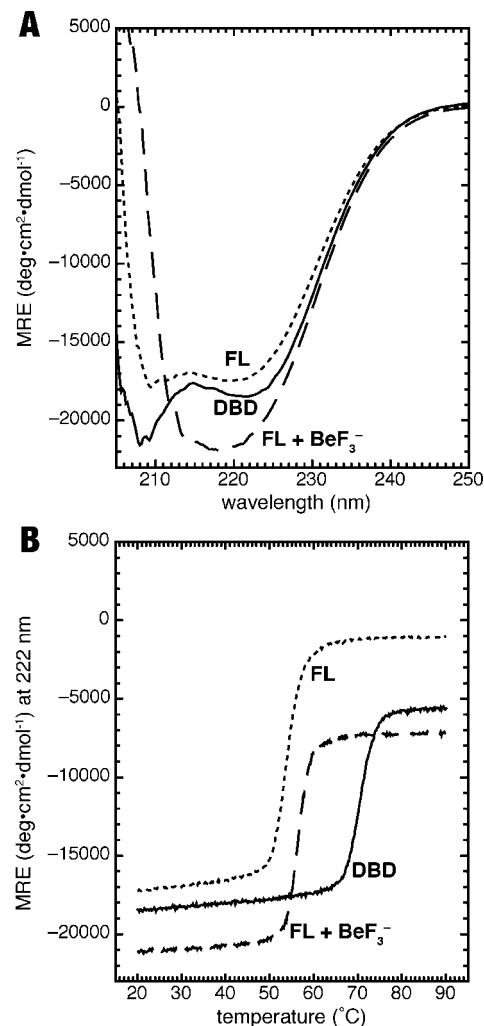 A
5000
0
−5000
−10000
−15000
−20000
MRE (deg•cm²•dmol⁻¹)
FL
DBD
FL + BeF₃⁻
210
220
230
240
250
wavelength (nm)
B
5000
0
−5000
−10000
−15000
−20000
MRE (deg•cm²•dmol⁻¹) at 222 nm
FL
DBD
FL + BeF₃⁻
20
30
40
50
60
70
80
90
temperature (˚C)